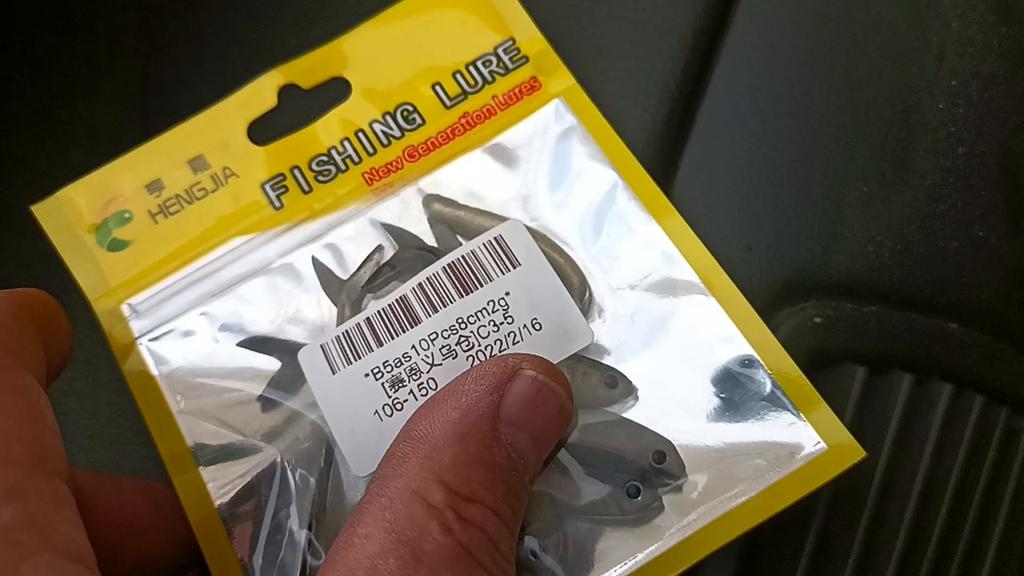 亨嘉
HENGJIA
FISHING LURE
New Generation Lures
*B5as10Pcs8cm2g*
[赛恩义乌仓]C3-5
106-150 2022/2/16